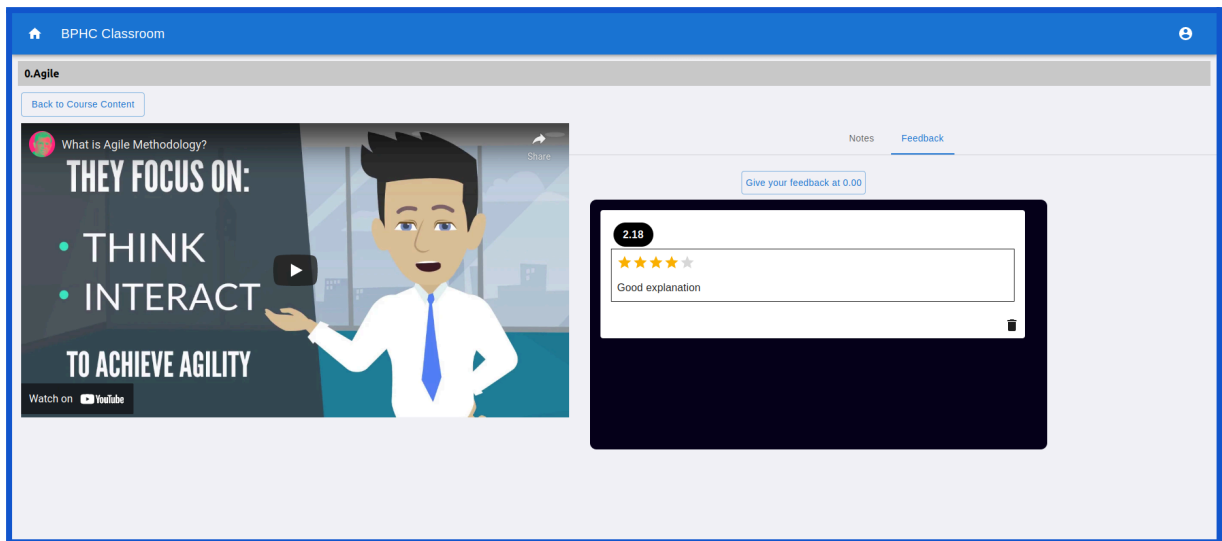 BPHC Classroom
0.Agile
Back to Course Content
What is Agile Methodology?
Share
THEY FOCUS ON:
• THINK
• INTERACT
TO ACHIEVE AGILITY
Watch on YouTube
Notes Feedback
Give your feedback at 0.00
2.18
Good explanation